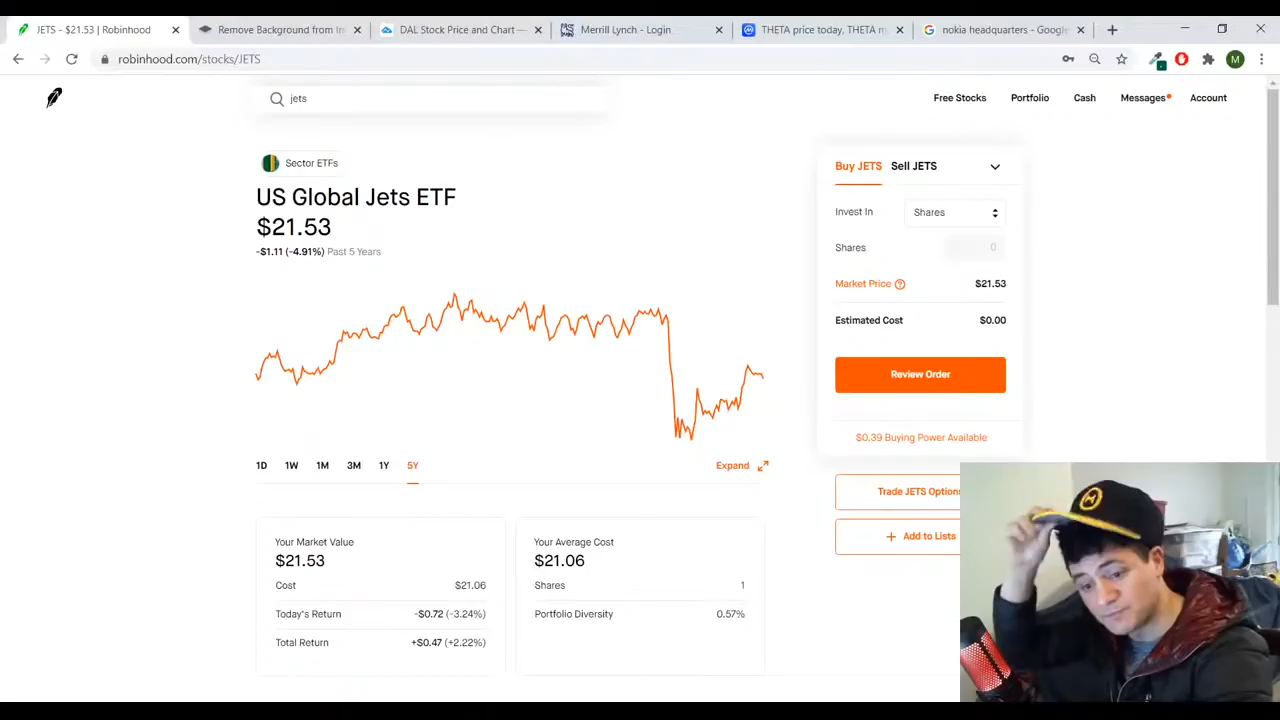 JETS - $21.53 | Robinhood
Remove Background from Im
DAL Stock Price and Chart —
Merrill Lynch - Login
THETA price today, THETA m
nokia headquarters - Google
robinhood.com/stocks/JETS
M
jets
Free Stocks
Portfolio
Cash
Messages
Account
Sector ETFs
US Global Jets ETF
$21.53
-$1.11 (-4.91%) Past 5 Years
Buy JETS Sell JETS
Invest In Shares
Shares 0
Market Price ? $21.53
Estimated Cost $0.00
Review Order
$0.39 Buying Power Available
1D 1W 1M 3M 1Y 5Y
Expand
Trade JETS Options
+ Add to Lists
Your Market Value
$21.53
Cost $21.06
Today's Return -$0.72 (-3.24%)
Total Return +$0.47 (+2.22%)
Your Average Cost
$21.06
Shares 1
Portfolio Diversity 0.57%